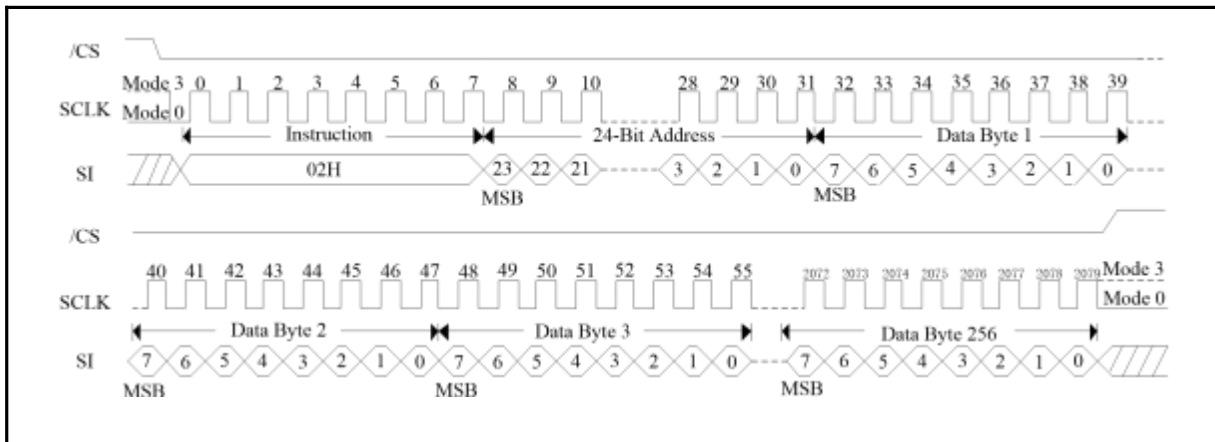 /CS
Mode 3 0 1 2 3 4 5 6 7 8 9 10 28 29 30 31 32 33 34 35 36 37 38 39
SCLK Mode 0
Instruction 24-Bit Address Data Byte 1
SI 02H 23 22 21 3 2 1 0 7 6 5 4 3 2 1 0
MSB MSB
/CS
40 41 42 43 44 45 46 47 48 49 50 51 52 53 54 55 2072 2073 2074 2075 2076 2077 2078 2079 Mode 3
SCLK Mode 0
Data Byte 2 Data Byte 3 Data Byte 256
SI 7 6 5 4 3 2 1 0 7 6 5 4 3 2 1 0 7 6 5 4 3 2 1 0
MSB MSB MSB